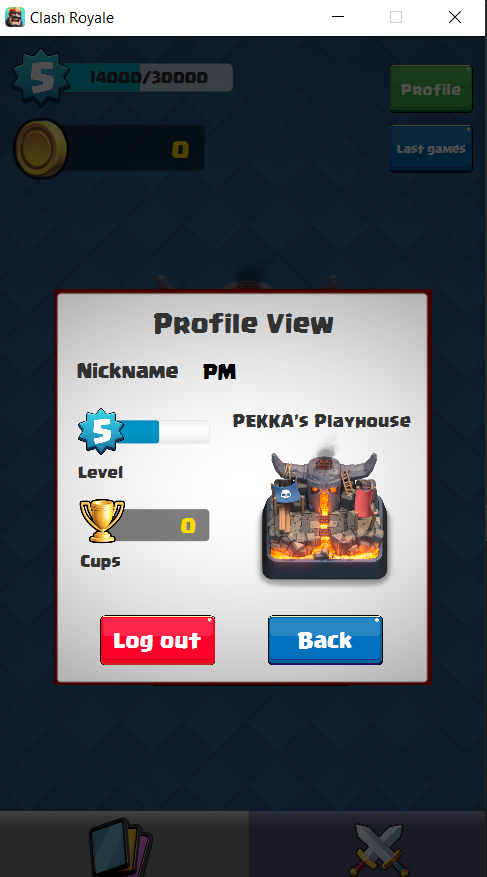 Clash Royale
5 14000/30000
Profile
0
Last games
Profile View
Nickname PM
PEKKA's Playhouse
5
Level
0
Cups
Log out
Back